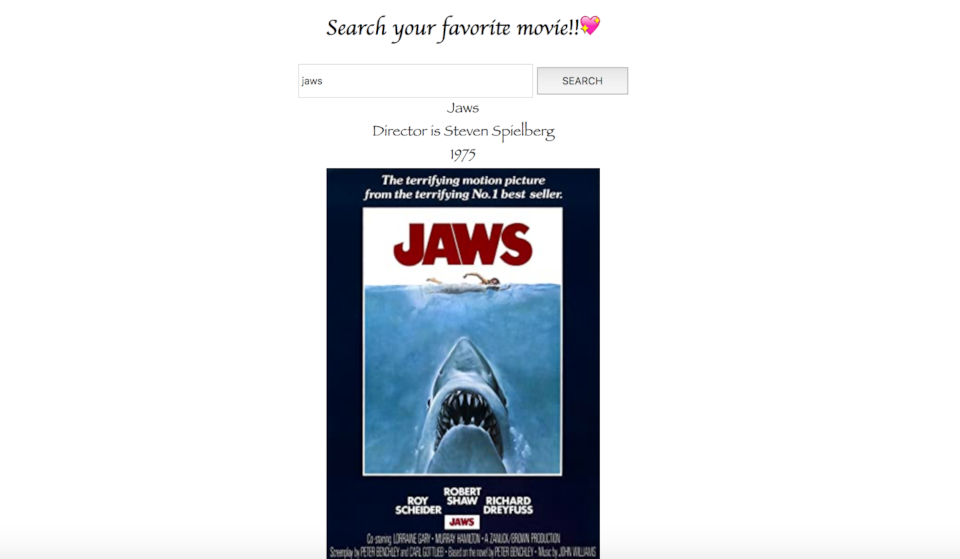 Search your favorite movie!!💖
jaws
SEARCH
Jaws
Director is Steven Spielberg
1975
The terrifying motion picture
from the terrifying No.1 best seller.
JAWS
ROY SCHEIDER
ROBERT SHAW
RICHARD DREYFUSS
JAWS
Co-starring LORRAINE GARY • MURRAY HAMILTON • A ZANUCK/BROWN PRODUCTION
Screenplay by PETER BENCHLEY and CARL GOTTLIEB • Based on the novel by PETER BENCHLEY • Music by JOHN WILLIAMS